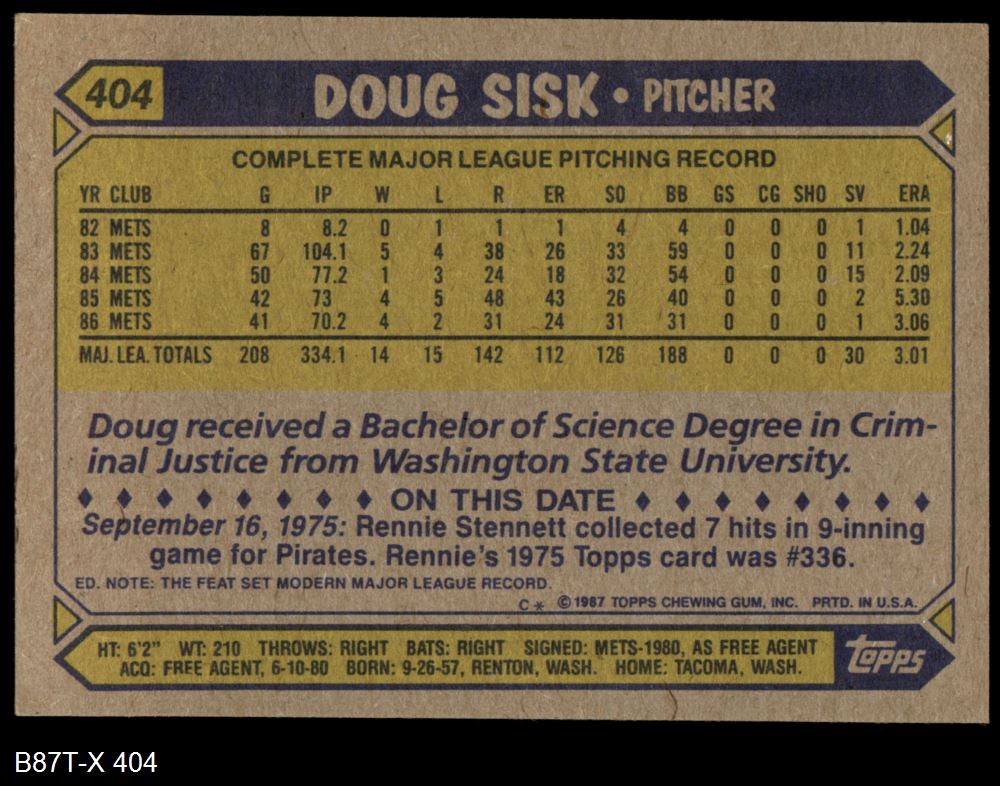 404 DOUG SISK • PITCHER
COMPLETE MAJOR LEAGUE PITCHING RECORD
YR CLUB G IP W L R ER SO BB GS CG SHO SV ERA
82 METS 8 8.2 0 1 1 1 4 4 0 0 0 1 1.04
83 METS 67 104.1 5 4 38 26 33 59 0 0 0 11 2.24
84 METS 50 77.2 1 3 24 18 32 54 0 0 0 15 2.09
85 METS 42 73 4 5 48 43 26 40 0 0 0 2 5.30
86 METS 41 70.2 4 2 31 24 31 31 0 0 0 1 3.06
MAJ. LEA. TOTALS 208 334.1 14 15 142 112 126 188 0 0 0 30 3.01
Doug received a Bachelor of Science Degree in Crim-
inal Justice from Washington State University.
♦ ♦ ♦ ♦ ♦ ♦ ♦ ♦ ON THIS DATE ♦ ♦ ♦ ♦ ♦ ♦ ♦ ♦
September 16, 1975: Rennie Stennett collected 7 hits in 9-inning
game for Pirates. Rennie's 1975 Topps card was #336.
ED. NOTE: THE FEAT SET MODERN MAJOR LEAGUE RECORD.
C* ©1987 TOPPS CHEWING GUM, INC. PRTD. IN U.S.A.
HT: 6'2" WT: 210 THROWS: RIGHT BATS: RIGHT SIGNED: METS-1980, AS FREE AGENT
ACQ: FREE AGENT, 6-10-80 BORN: 9-26-57, RENTON, WASH. HOME: TACOMA, WASH.
topps
B87T-X 404